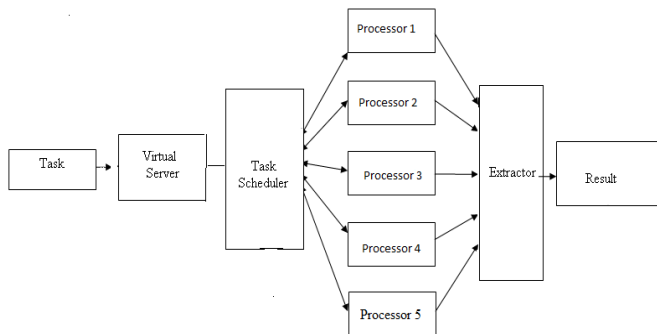 Task
Virtual
Server
Task
Scheduler
Processor 1
Processor 2
Processor 3
Processor 4
Processor 5
Extractor
Result